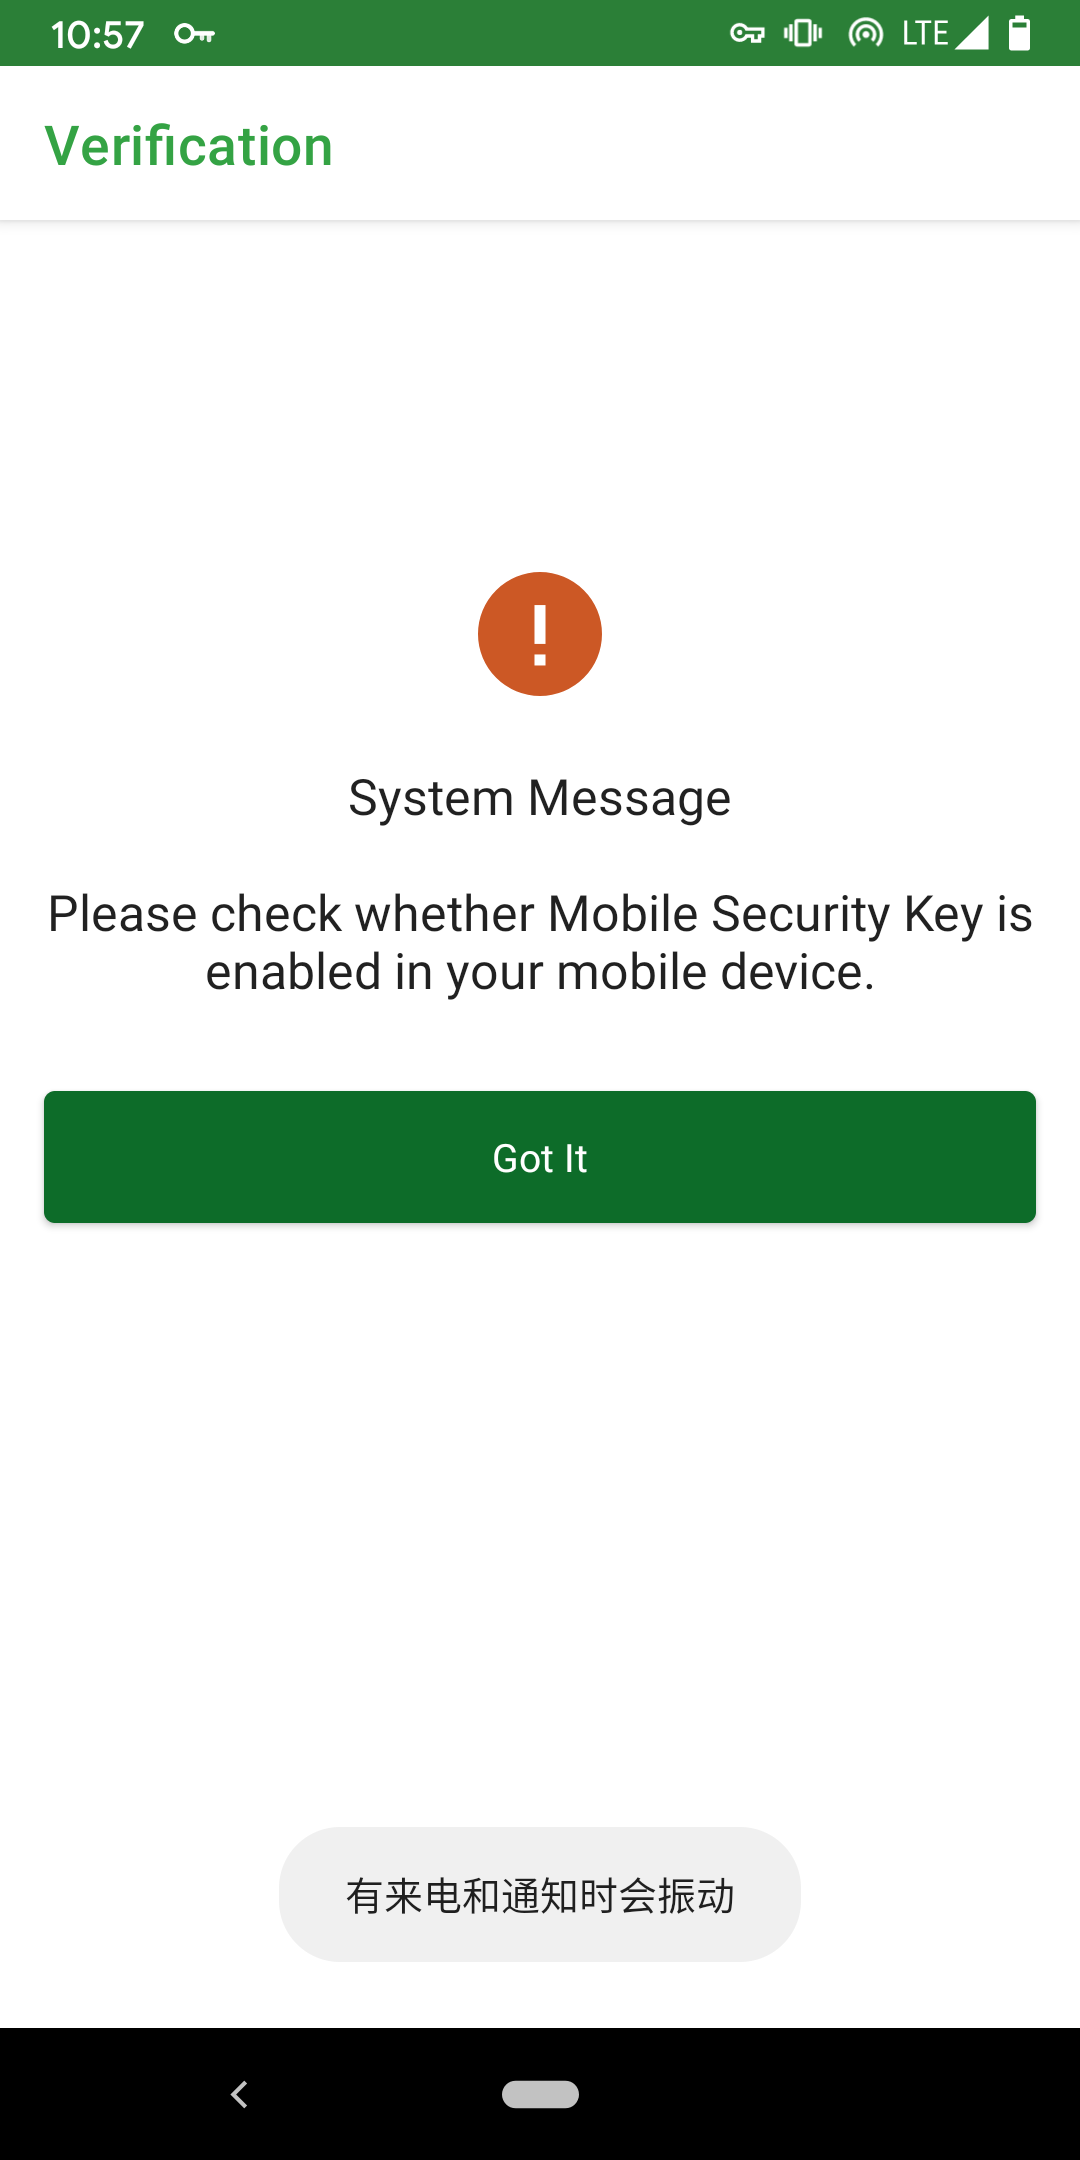 10:57
LTE
Verification
!
System Message
Please check whether Mobile Security Key is
enabled in your mobile device.
Got It
有来电和通知时会振动